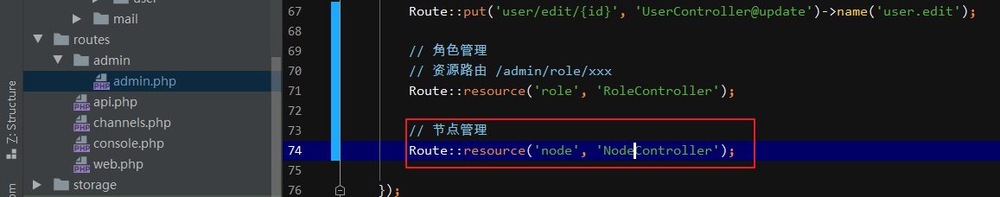 user
mail
routes
admin
admin.php
api.php
channels.php
console.php
web.php
storage
Z: Structure
67 Route::put('user/edit/{id}', 'UserController@update')->name('user.edit');
68
69 // 角色管理
70 // 资源路由 /admin/role/xxx
71 Route::resource('role', 'RoleController');
72
73 // 节点管理
74 Route::resource('node', 'NodeController');
75
76 });